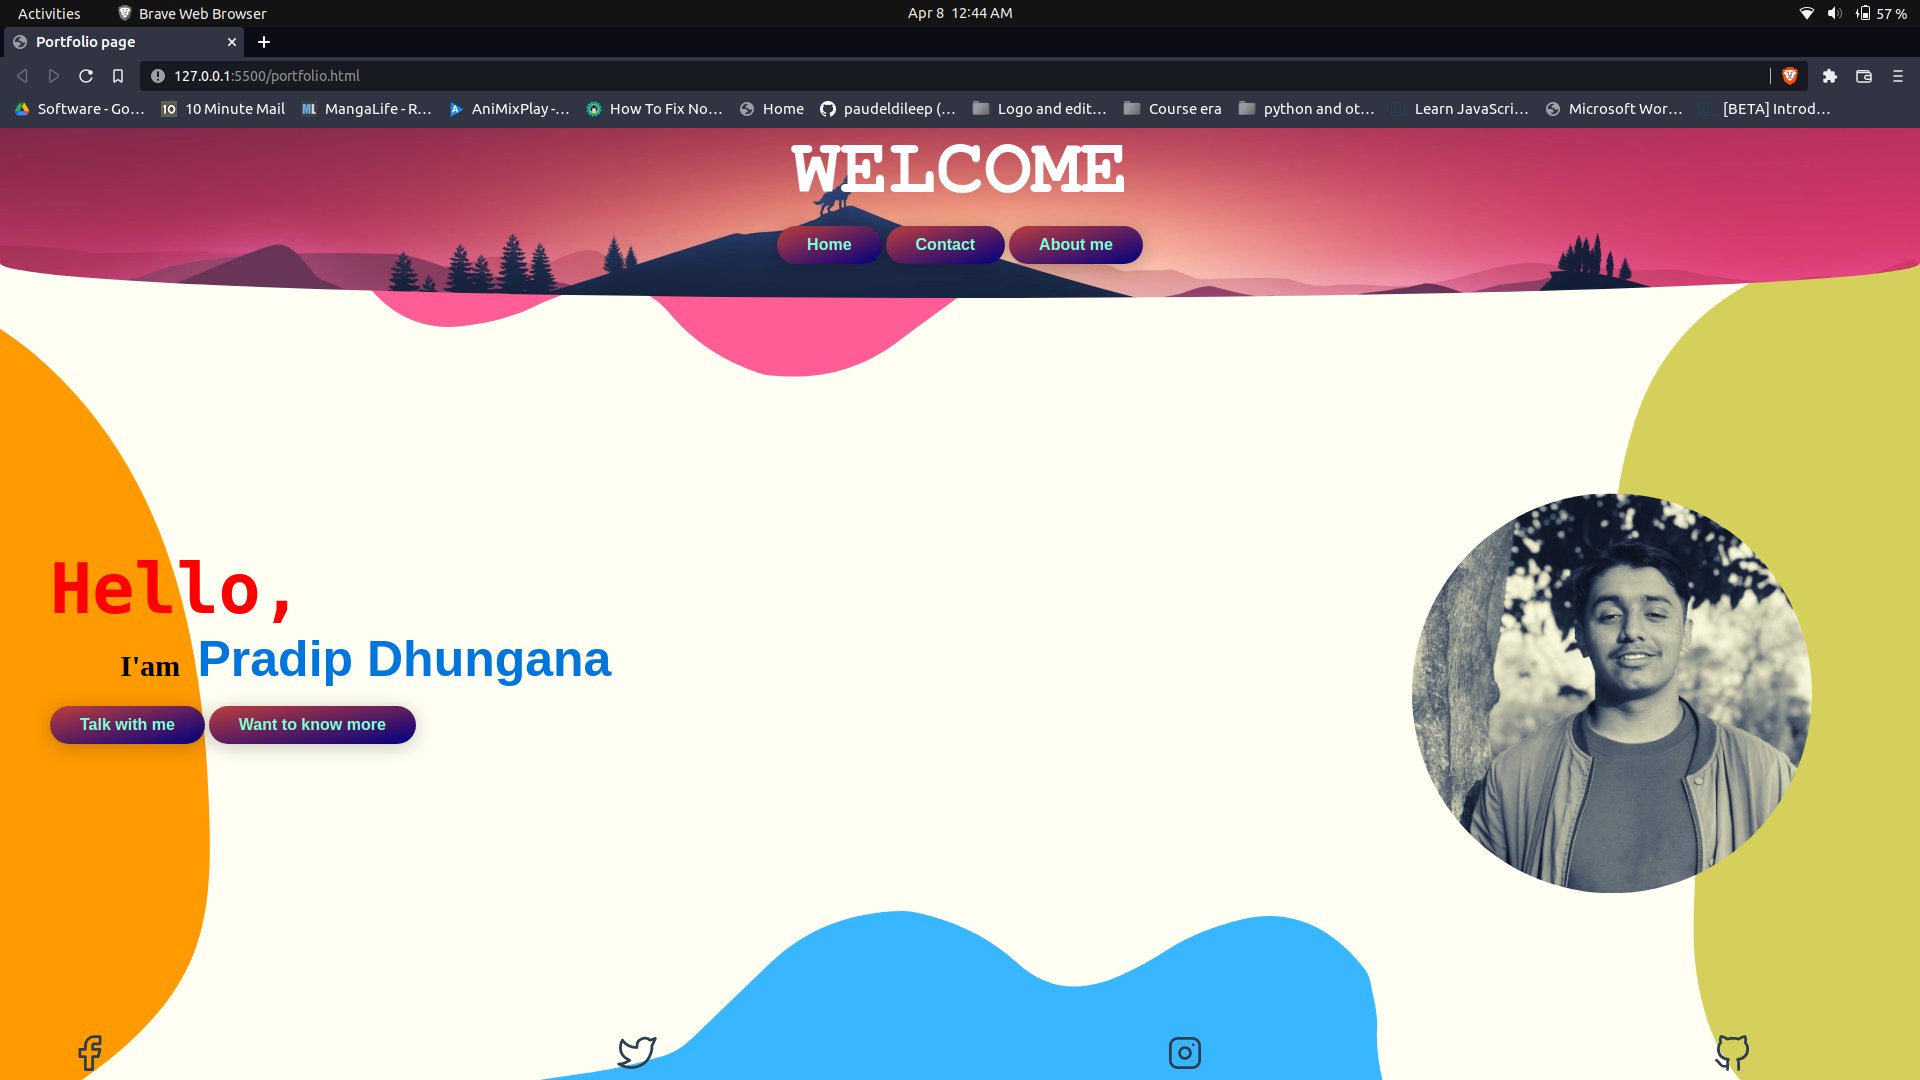 Activities Brave Web Browser Apr 8 12:44 AM 57 %
Portfolio page
127.0.0.1:5500/portfolio.html
Software - Go... 10 10 Minute Mail ML MangaLife - R... A AniMixPlay -... How To Fix No... Home paudeldileep (... Logo and edit... Course era python and ot... Learn JavaScri... Microsoft Wor... [BETA] Introd...
WELCOME
Home Contact About me
Hello,
I'am Pradip Dhungana
Talk with me Want to know more